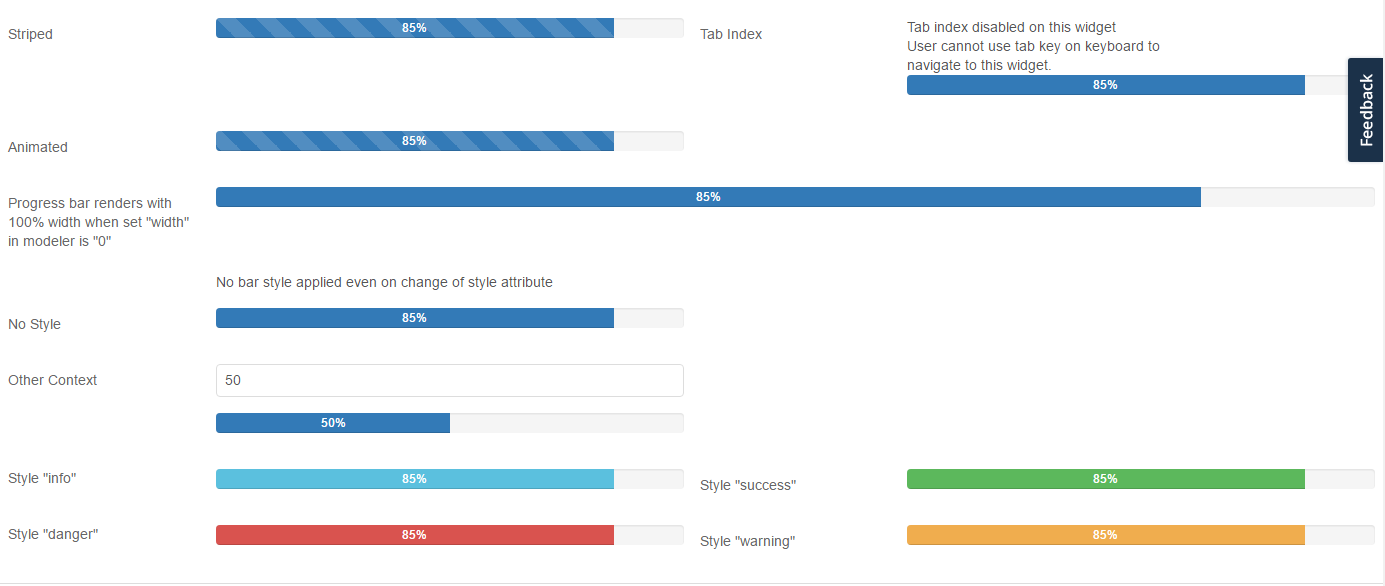 Striped
85%
Tab Index
Tab index disabled on this widget
User cannot use tab key on keyboard to
navigate to this widget.
85%
Feedback
Animated
85%
Progress bar renders with
100% width when set "width"
in modeler is "0"
85%
No bar style applied even on change of style attribute
No Style
85%
Other Context
50
50%
Style "info"
85%
Style "success"
85%
Style "danger"
85%
Style "warning"
85%